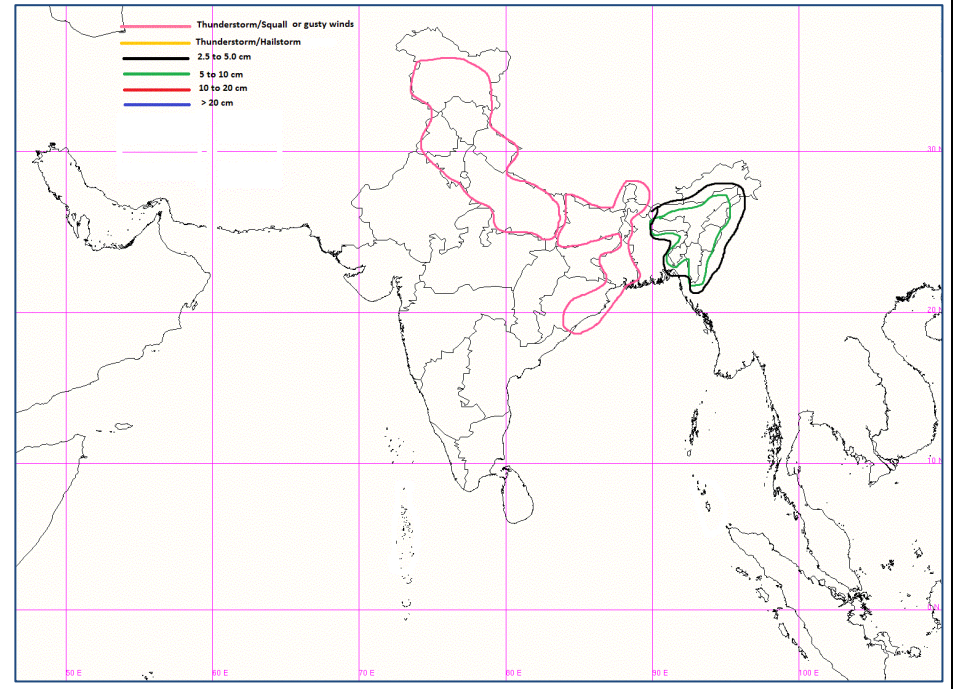 Thunderstorm/Squall or gusty winds
Thunderstorm/Hailstorm
2.5 to 5.0 cm
5 to 10 cm
10 to 20 cm
> 20 cm
30 N
20 N
10 N
50 E
60 E
70 E
80 E
90 E
100 E